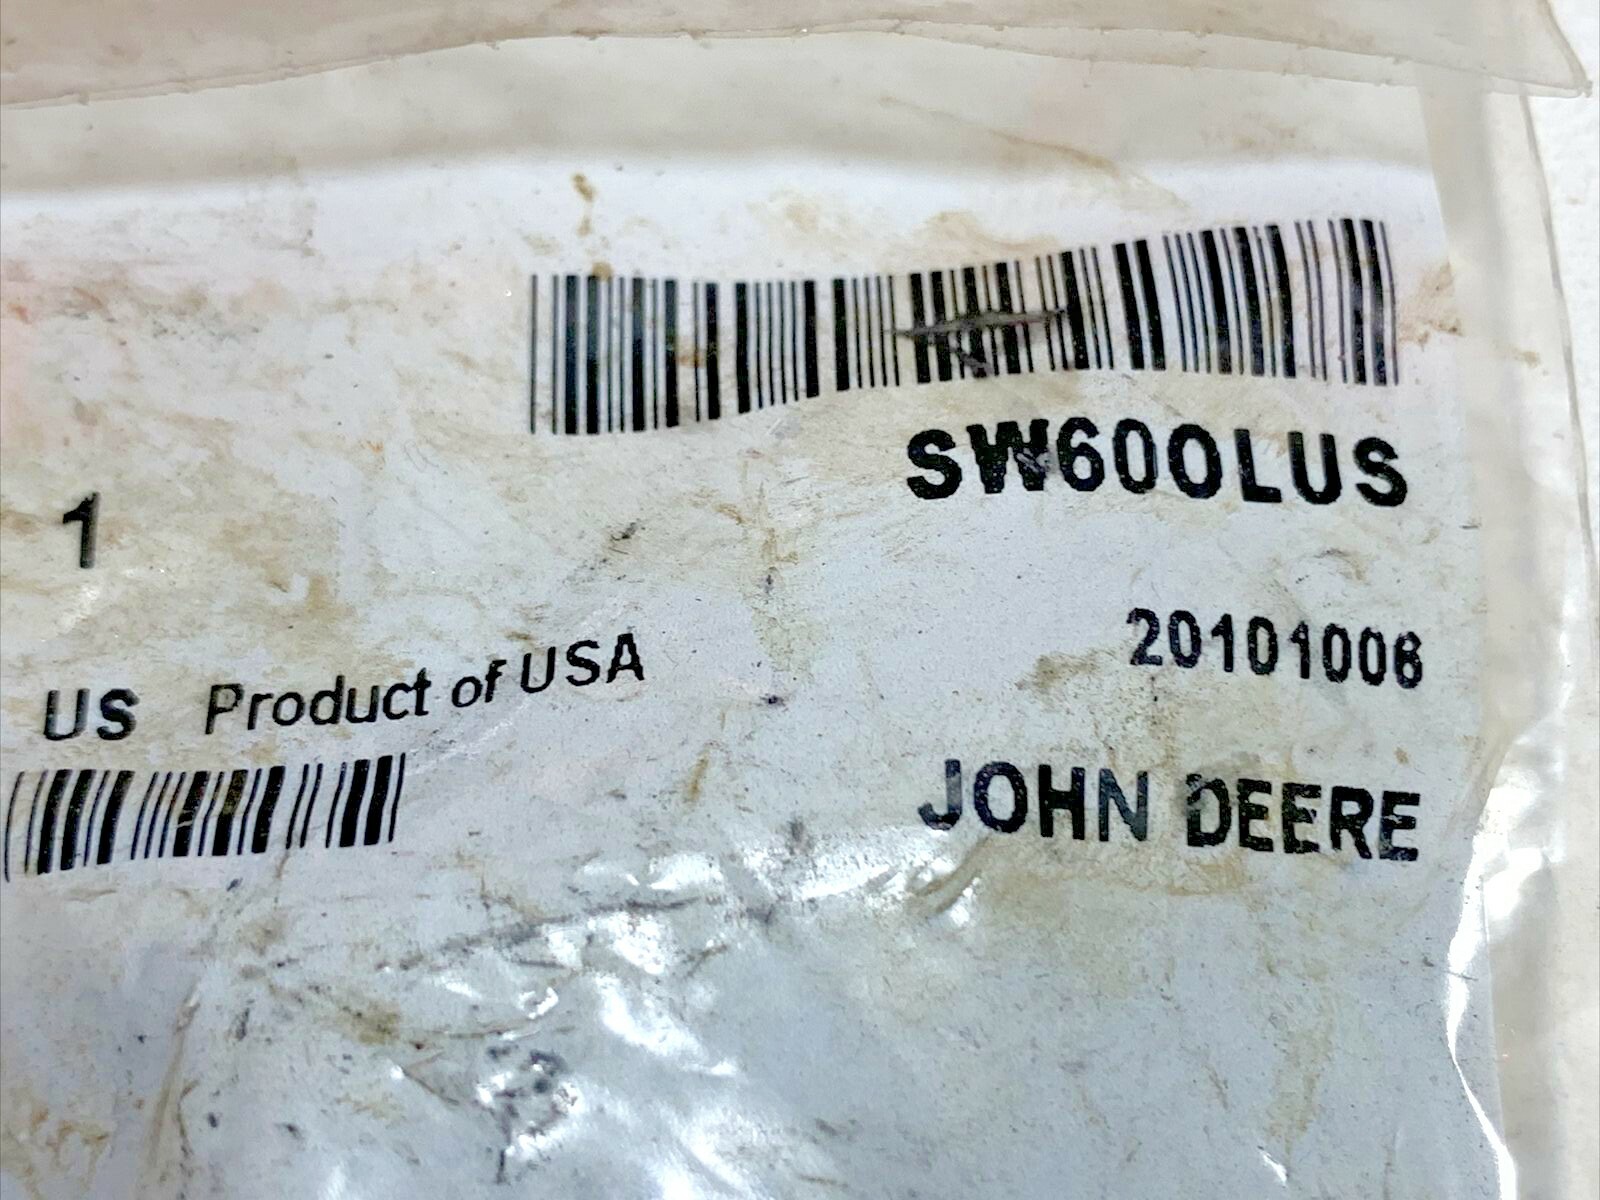 SW600LUS
1
20101006
US Product of USA
JOHN DEERE